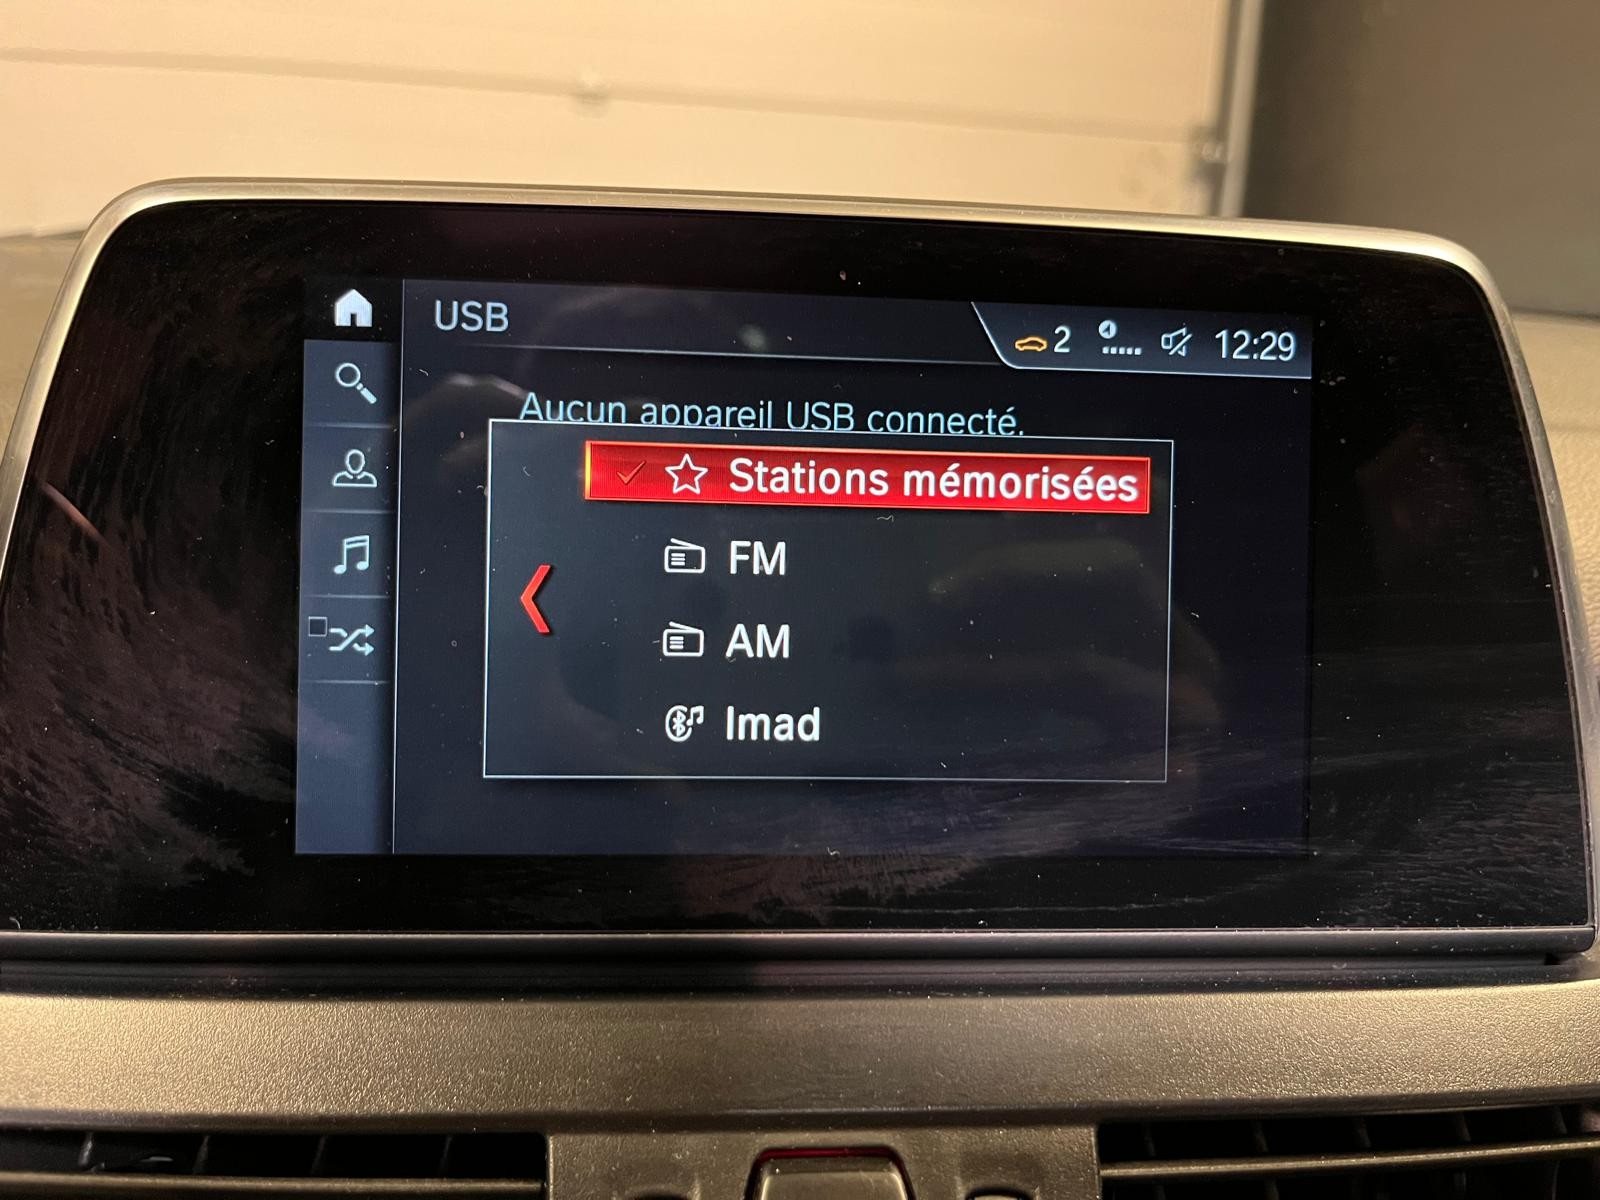 USB
2 12:29
Aucun appareil USB connecté.
Stations mémorisées
FM
AM
Imad